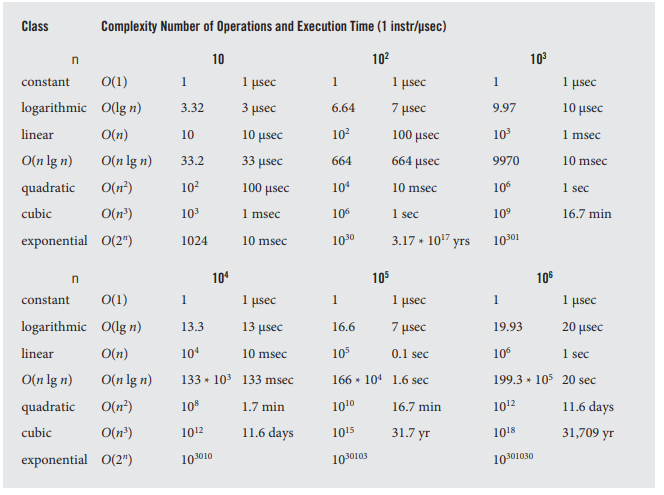 Class Complexity Number of Operations and Execution Time (1 instr/µsec)
n 10 10² 10³
constant O(1) 1 1 µsec 1 1 µsec 1 1 µsec
logarithmic O(lg n) 3.32 3 µsec 6.64 7 µsec 9.97 10 µsec
linear O(n) 10 10 µsec 10² 100 µsec 10³ 1 msec
O(n lg n) O(n lg n) 33.2 33 µsec 664 664 µsec 9970 10 msec
quadratic O(n²) 10² 100 µsec 10⁴ 10 msec 10⁶ 1 sec
cubic O(n³) 10³ 1 msec 10⁶ 1 sec 10⁹ 16.7 min
exponential O(2ⁿ) 1024 10 msec 10³⁰ 3.17 * 10¹⁷ yrs 10³⁰¹
n 10⁴ 10⁵ 10⁶
constant O(1) 1 1 µsec 1 1 µsec 1 1 µsec
logarithmic O(lg n) 13.3 13 µsec 16.6 7 µsec 19.93 20 µsec
linear O(n) 10⁴ 10 msec 10⁵ 0.1 sec 10⁶ 1 sec
O(n lg n) O(n lg n) 133 * 10³ 133 msec 166 * 10⁴ 1.6 sec 199.3 * 10⁵ 20 sec
quadratic O(n²) 10⁸ 1.7 min 10¹⁰ 16.7 min 10¹² 11.6 days
cubic O(n³) 10¹² 11.6 days 10¹⁵ 31.7 yr 10¹⁸ 31,709 yr
exponential O(2ⁿ) 10³⁰¹⁰ 10³⁰¹⁰³ 10³⁰¹⁰³⁰